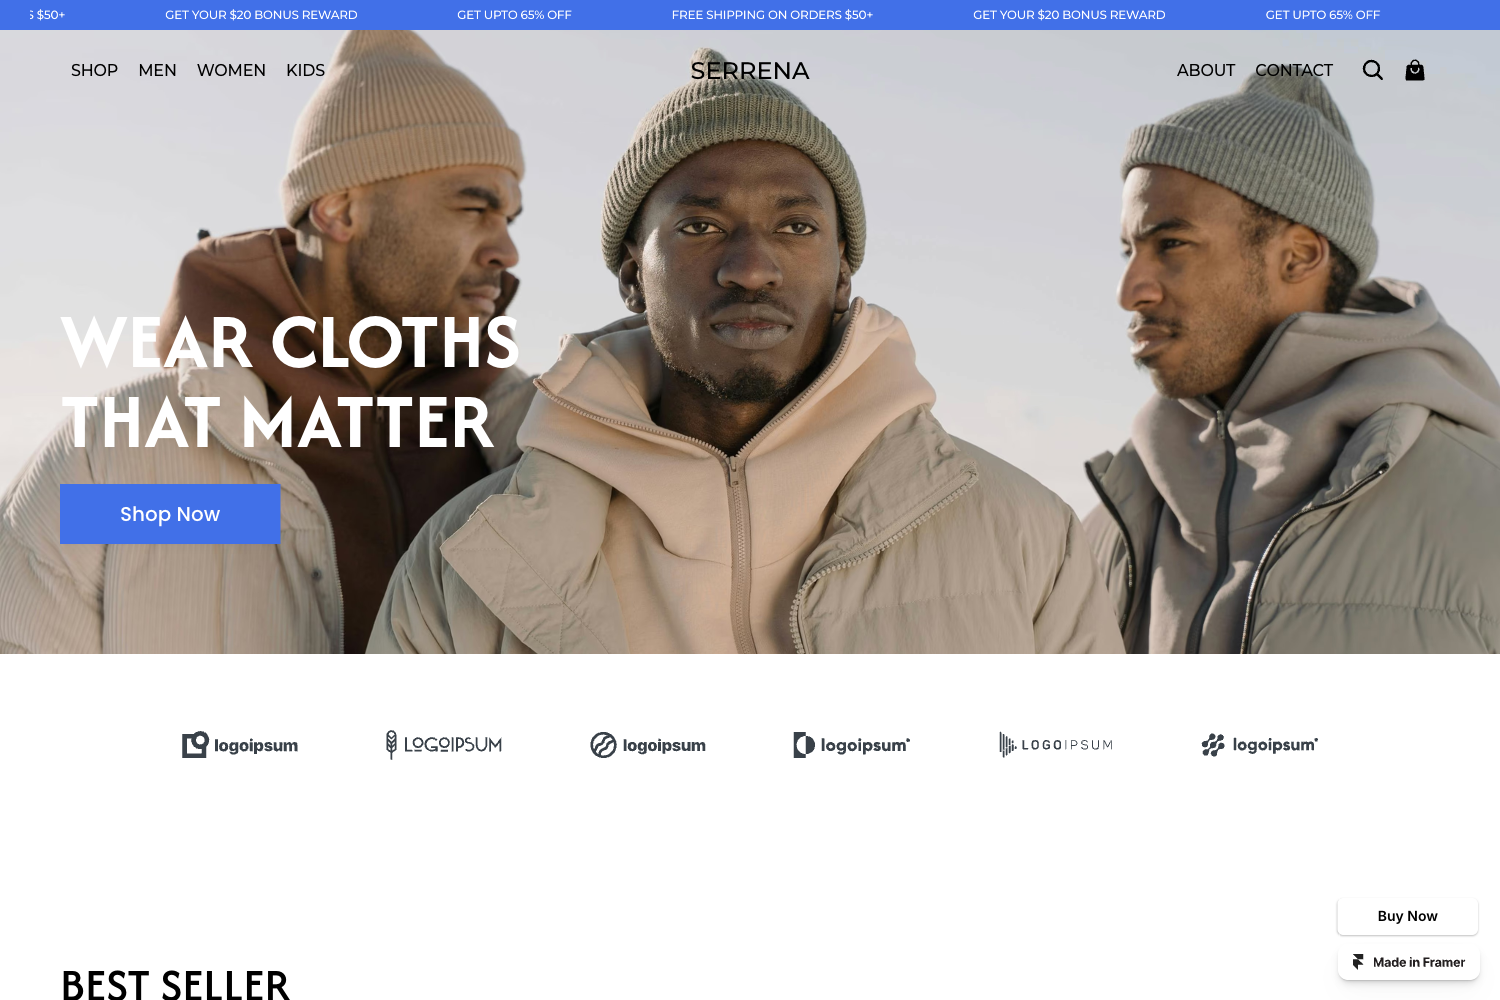 $50+ GET YOUR $20 BONUS REWARD GET UPTO 65% OFF FREE SHIPPING ON ORDERS $50+ GET YOUR $20 BONUS REWARD GET UPTO 65% OFF
SHOP MEN WOMEN KIDS SERRENA ABOUT CONTACT
WEAR CLOTHS
THAT MATTER
Shop Now
logoipsum LOGOIPSUM logoipsum logoipsum LOGOIPSUM logoipsum
Buy Now
Made in Framer
BEST SELLER